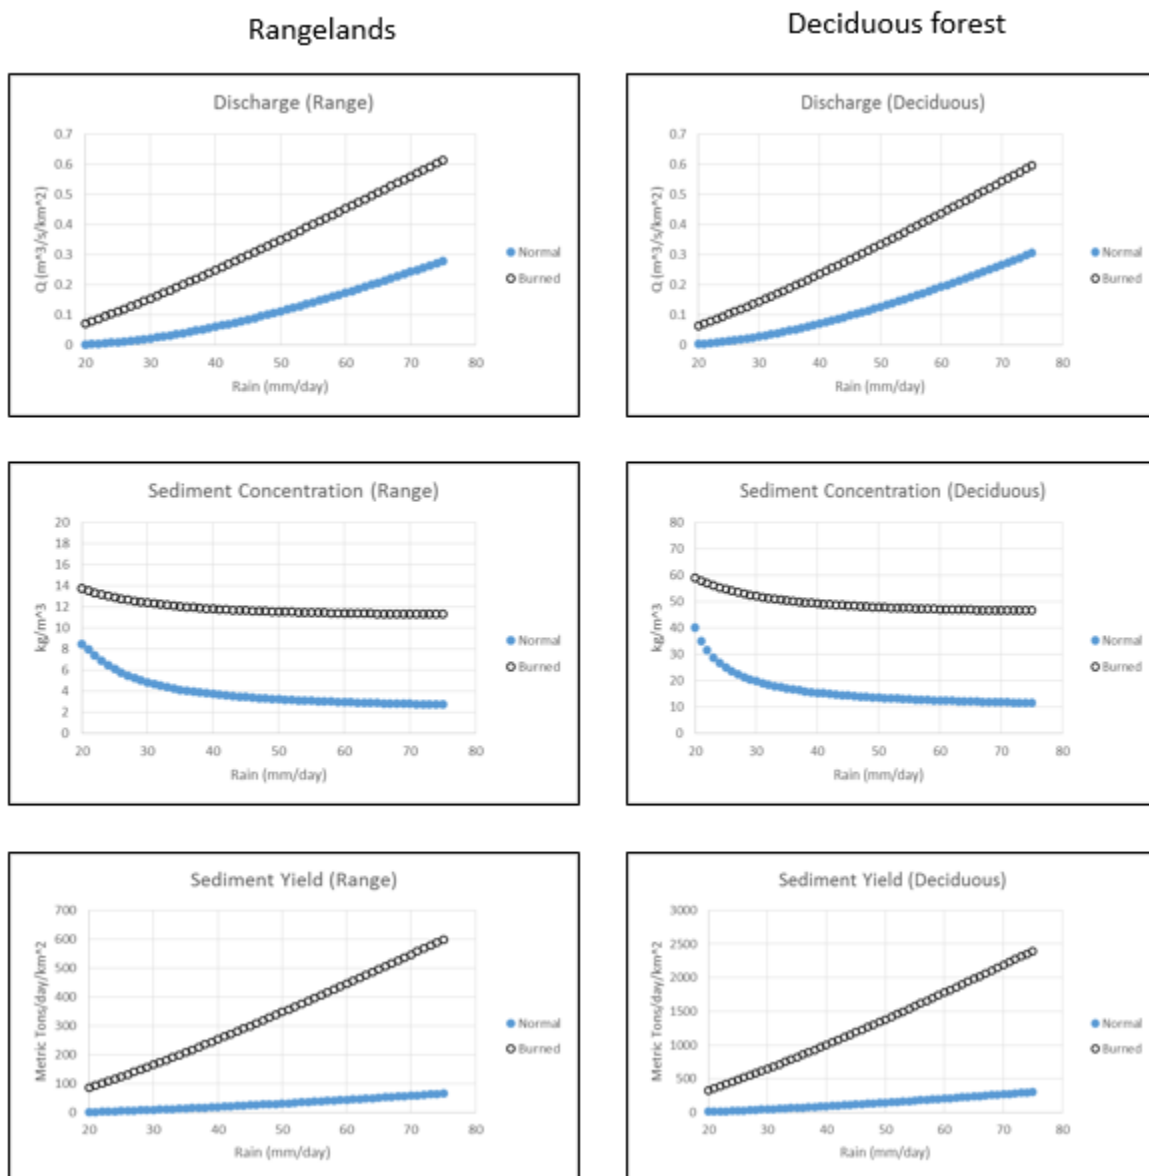 Rangelands
Deciduous forest
Discharge (Range)
Q (m^3/s/km^2)
0.7
0.6
0.5
0.4
0.3
0.2
0.1
0
20 30 40 50 60 70 80
Rain (mm/day)
Normal
Burned
Discharge (Deciduous)
Q (m^3/s/km^2)
0.7
0.6
0.5
0.4
0.3
0.2
0.1
0
20 30 40 50 60 70 80
Rain (mm/day)
Normal
Burned
Sediment Concentration (Range)
kg/m^3
20
18
16
14
12
10
8
6
4
2
0
20 30 40 50 60 70 80
Rain (mm/day)
Normal
Burned
Sediment Concentration (Deciduous)
kg/m^3
80
70
60
50
40
30
20
10
0
20 30 40 50 60 70 80
Rain (mm/day)
Normal
Burned
Sediment Yield (Range)
Metric Tons/day/km^2
700
600
500
400
300
200
100
0
20 30 40 50 60 70 80
Rain (mm/day)
Normal
Burned
Sediment Yield (Deciduous)
Metric Tons/day/km^2
3000
2500
2000
1500
1000
500
0
20 30 40 50 60 70 80
Rain (mm/day)
Normal
Burned